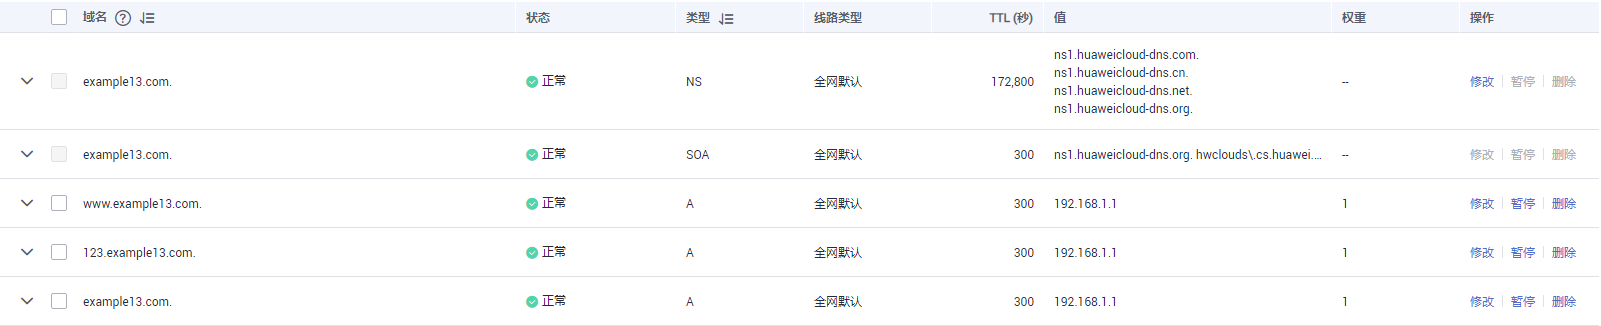 域名 ? 状态 类型 线路类型 TTL (秒) 值 权重 操作
example13.com. 正常 NS 全网默认 172,800 ns1.huaweicloud-dns.com. -- 修改 暂停 删除
ns1.huaweicloud-dns.cn.
ns1.huaweicloud-dns.net.
ns1.huaweicloud-dns.org.
example13.com. 正常 SOA 全网默认 300 ns1.huaweicloud-dns.org. hwclouds\.cs.huawei.... -- 修改 暂停 删除
www.example13.com. 正常 A 全网默认 300 192.168.1.1 1 修改 暂停 删除
123.example13.com. 正常 A 全网默认 300 192.168.1.1 1 修改 暂停 删除
example13.com. 正常 A 全网默认 300 192.168.1.1 1 修改 暂停 删除